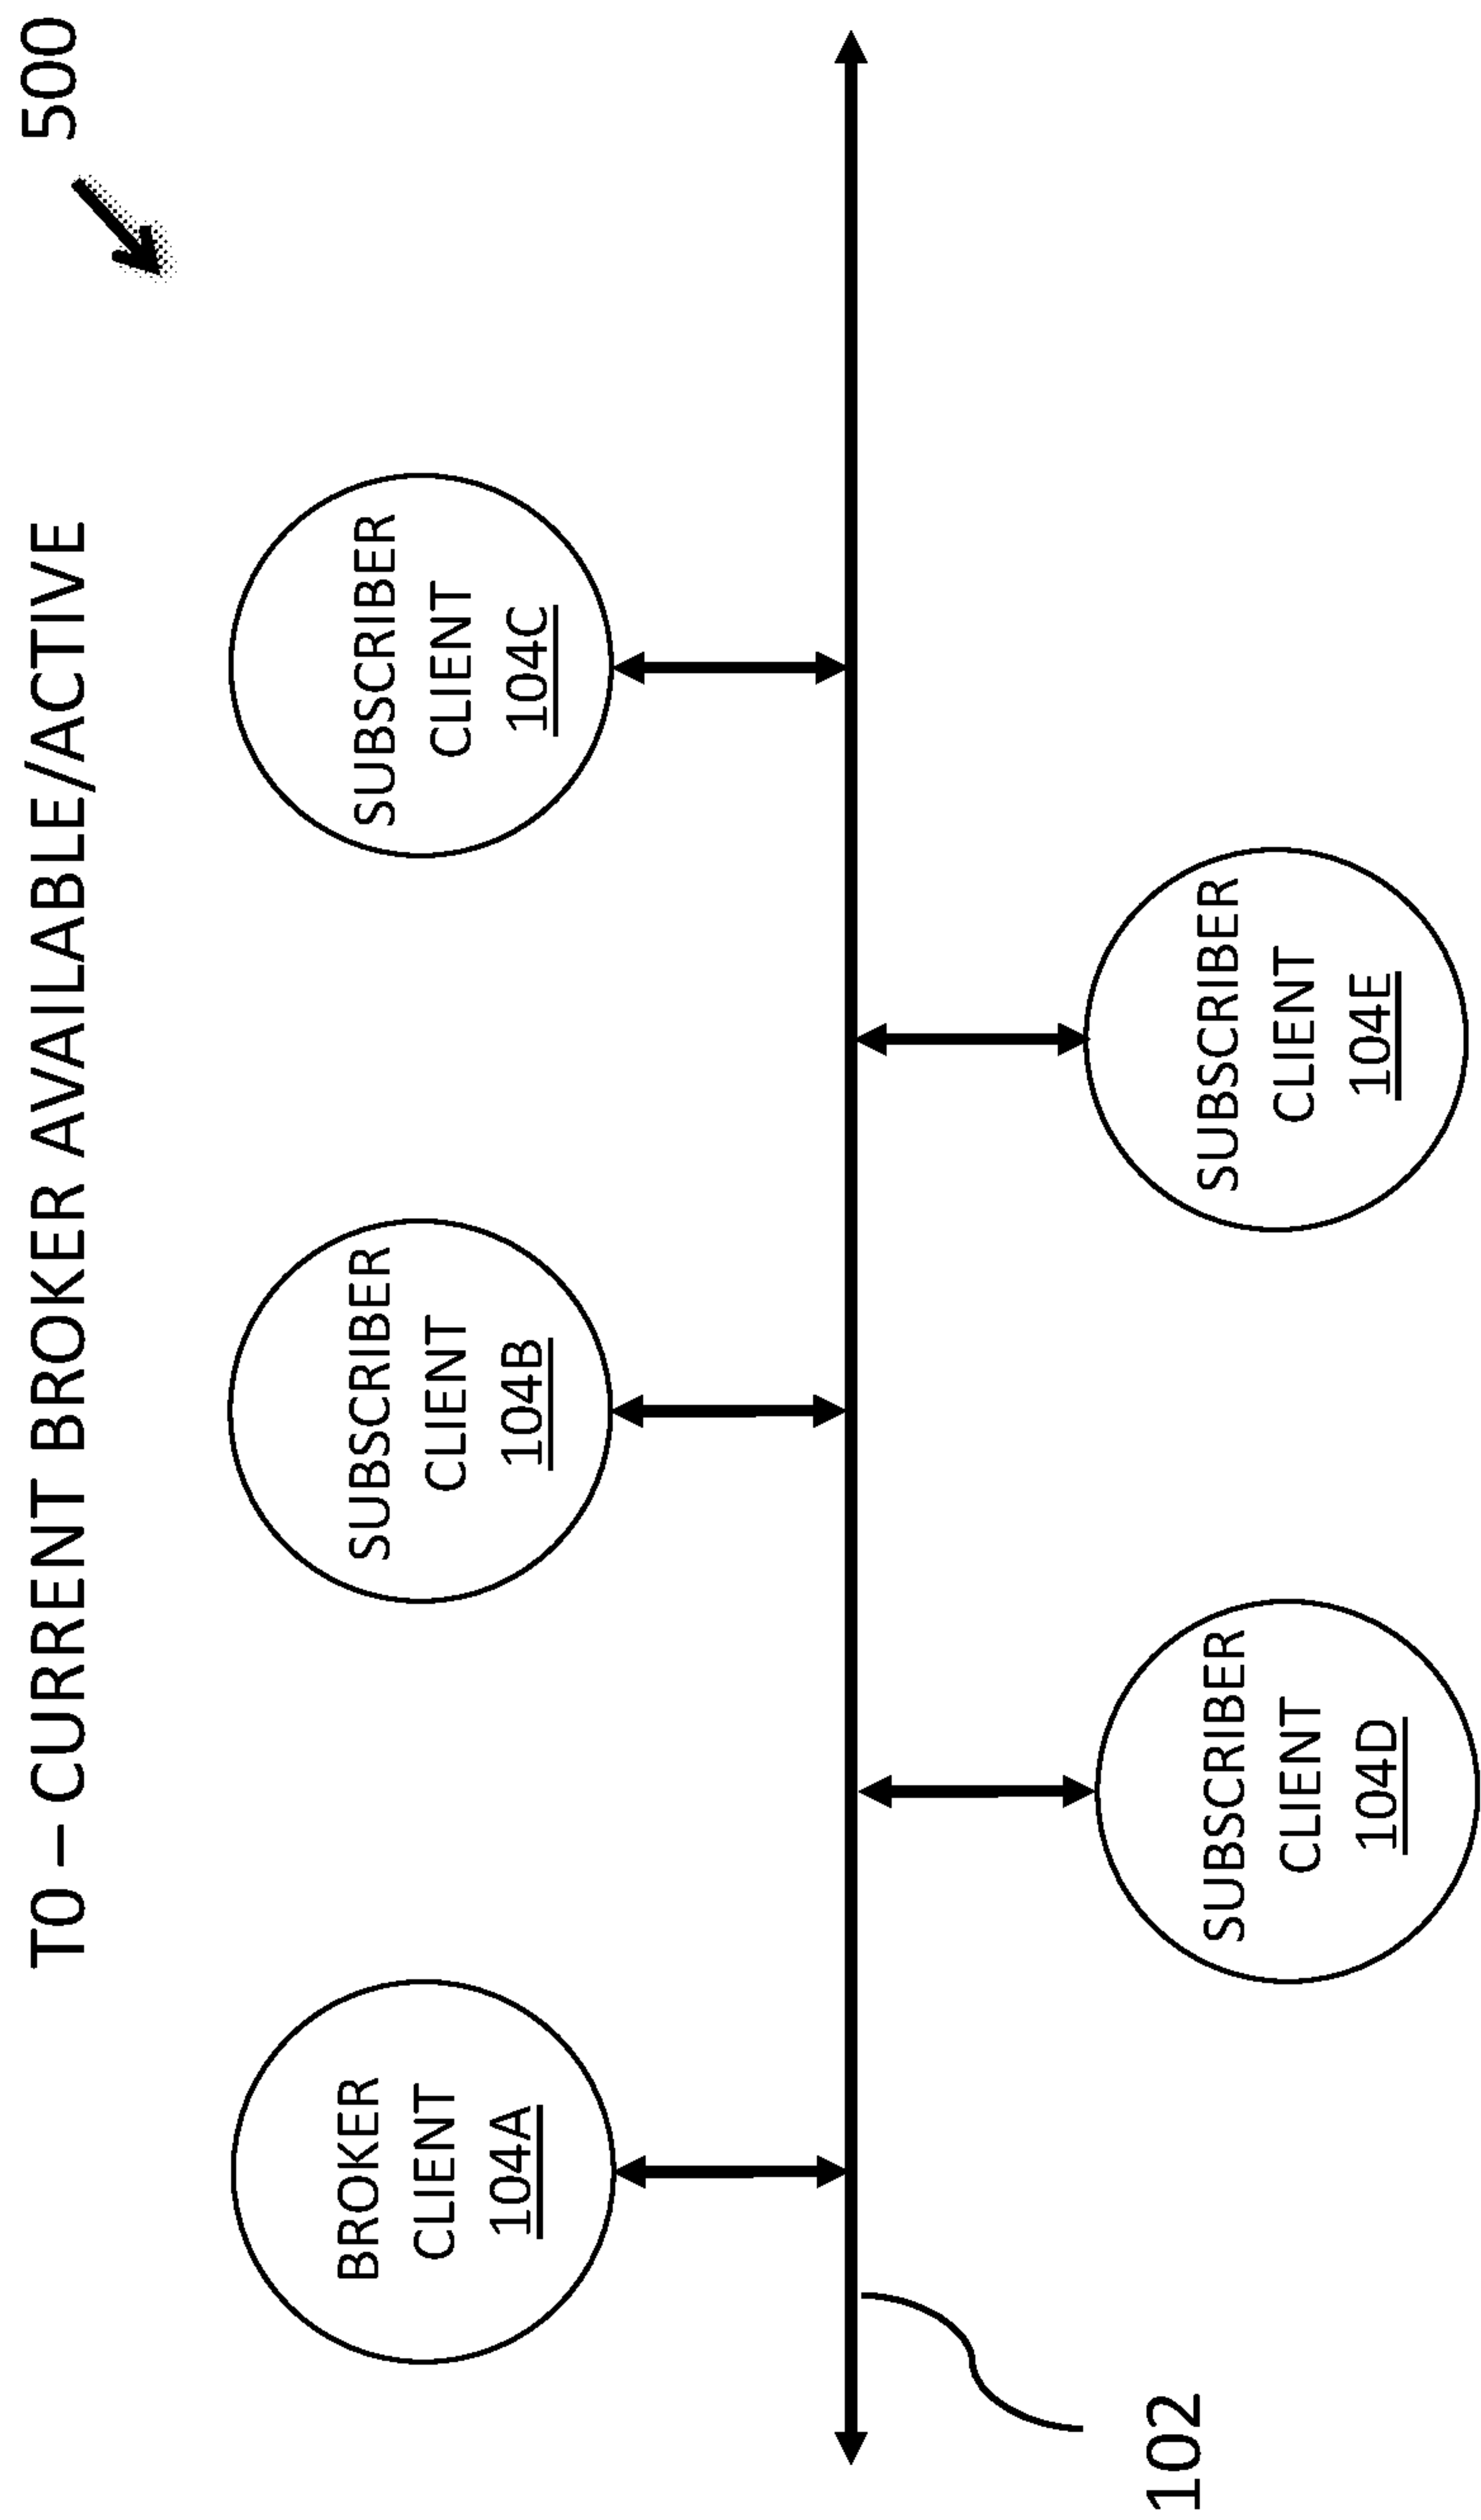 T0 – CURRENT BROKER AVAILABLE/ACTIVE
500
BROKER
CLIENT
104A
SUBSCRIBER
CLIENT
104B
SUBSCRIBER
CLIENT
104C
102
SUBSCRIBER
CLIENT
104D
SUBSCRIBER
CLIENT
104E